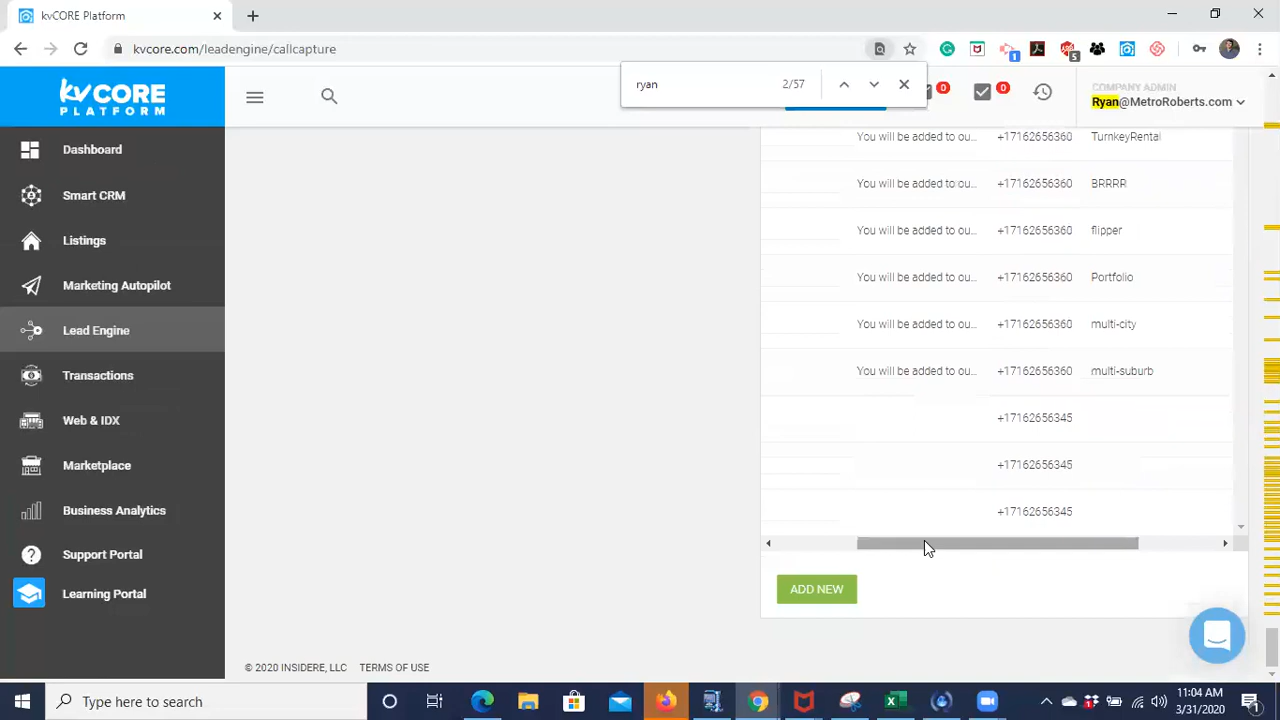 kvCORE Platform
kvcore.com/leadengine/callcapture
1
5
kvCORE
PLATFORM
ryan
2/57
0
0
COMPANY ADMIN
Ryan@MetroRoberts.com
Dashboard
Smart CRM
Listings
Marketing Autopilot
Lead Engine
Transactions
Web & IDX
Marketplace
Business Analytics
Support Portal
Learning Portal
You will be added to ou... +17162656360 TurnkeyRental
You will be added to ou... +17162656360 BRRRR
You will be added to ou... +17162656360 flipper
You will be added to ou... +17162656360 Portfolio
You will be added to ou... +17162656360 multi-city
You will be added to ou... +17162656360 multi-suburb
+17162656345
+17162656345
+17162656345
ADD NEW
© 2020 INSIDERE, LLC TERMS OF USE
Type here to search
11:04 AM
3/31/2020
1